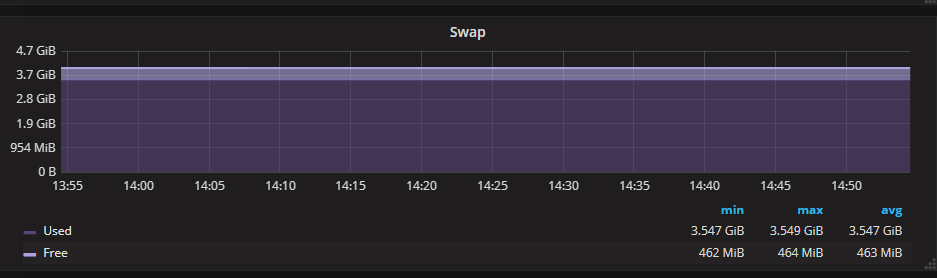 Swap
4.7 GiB
3.7 GiB
2.8 GiB
1.9 GiB
954 MiB
0 B
13:55 14:00 14:05 14:10 14:15 14:20 14:25 14:30 14:35 14:40 14:45 14:50
min max avg
Used 3.547 GiB 3.549 GiB 3.547 GiB
Free 462 MiB 464 MiB 463 MiB